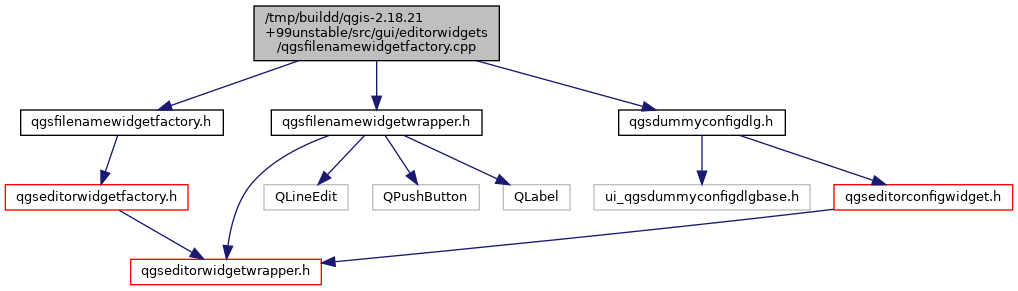 /tmp/buildd/qgis-2.18.21
+99unstable/src/gui/editorwidgets
/qgsfilenamewidgetfactory.cpp
qgsfilenamewidgetfactory.h
qgsfilenamewidgetwrapper.h
qgsdummyconfigdlg.h
qgseditorwidgetfactory.h
QLineEdit
QPushButton
QLabel
ui_qgsdummyconfigdlgbase.h
qgseditorconfigwidget.h
qgseditorwidgetwrapper.h